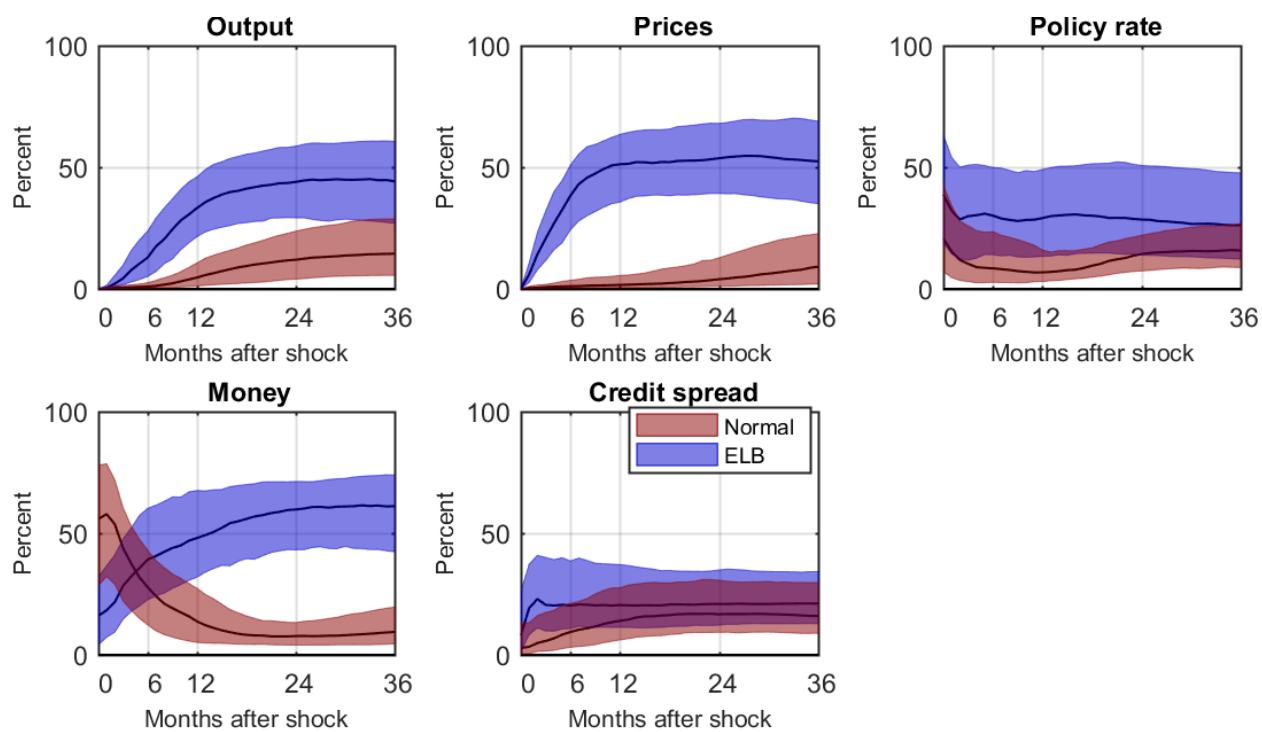 Output
Percent
100
50
0
0 6 12 24 36
Months after shock
Prices
Percent
100
50
0
0 6 12 24 36
Months after shock
Policy rate
Percent
100
50
0
0 6 12 24 36
Months after shock
Money
Percent
100
50
0
0 6 12 24 36
Months after shock
Credit spread
Normal
ELB
Percent
100
50
0
0 6 12 24 36
Months after shock